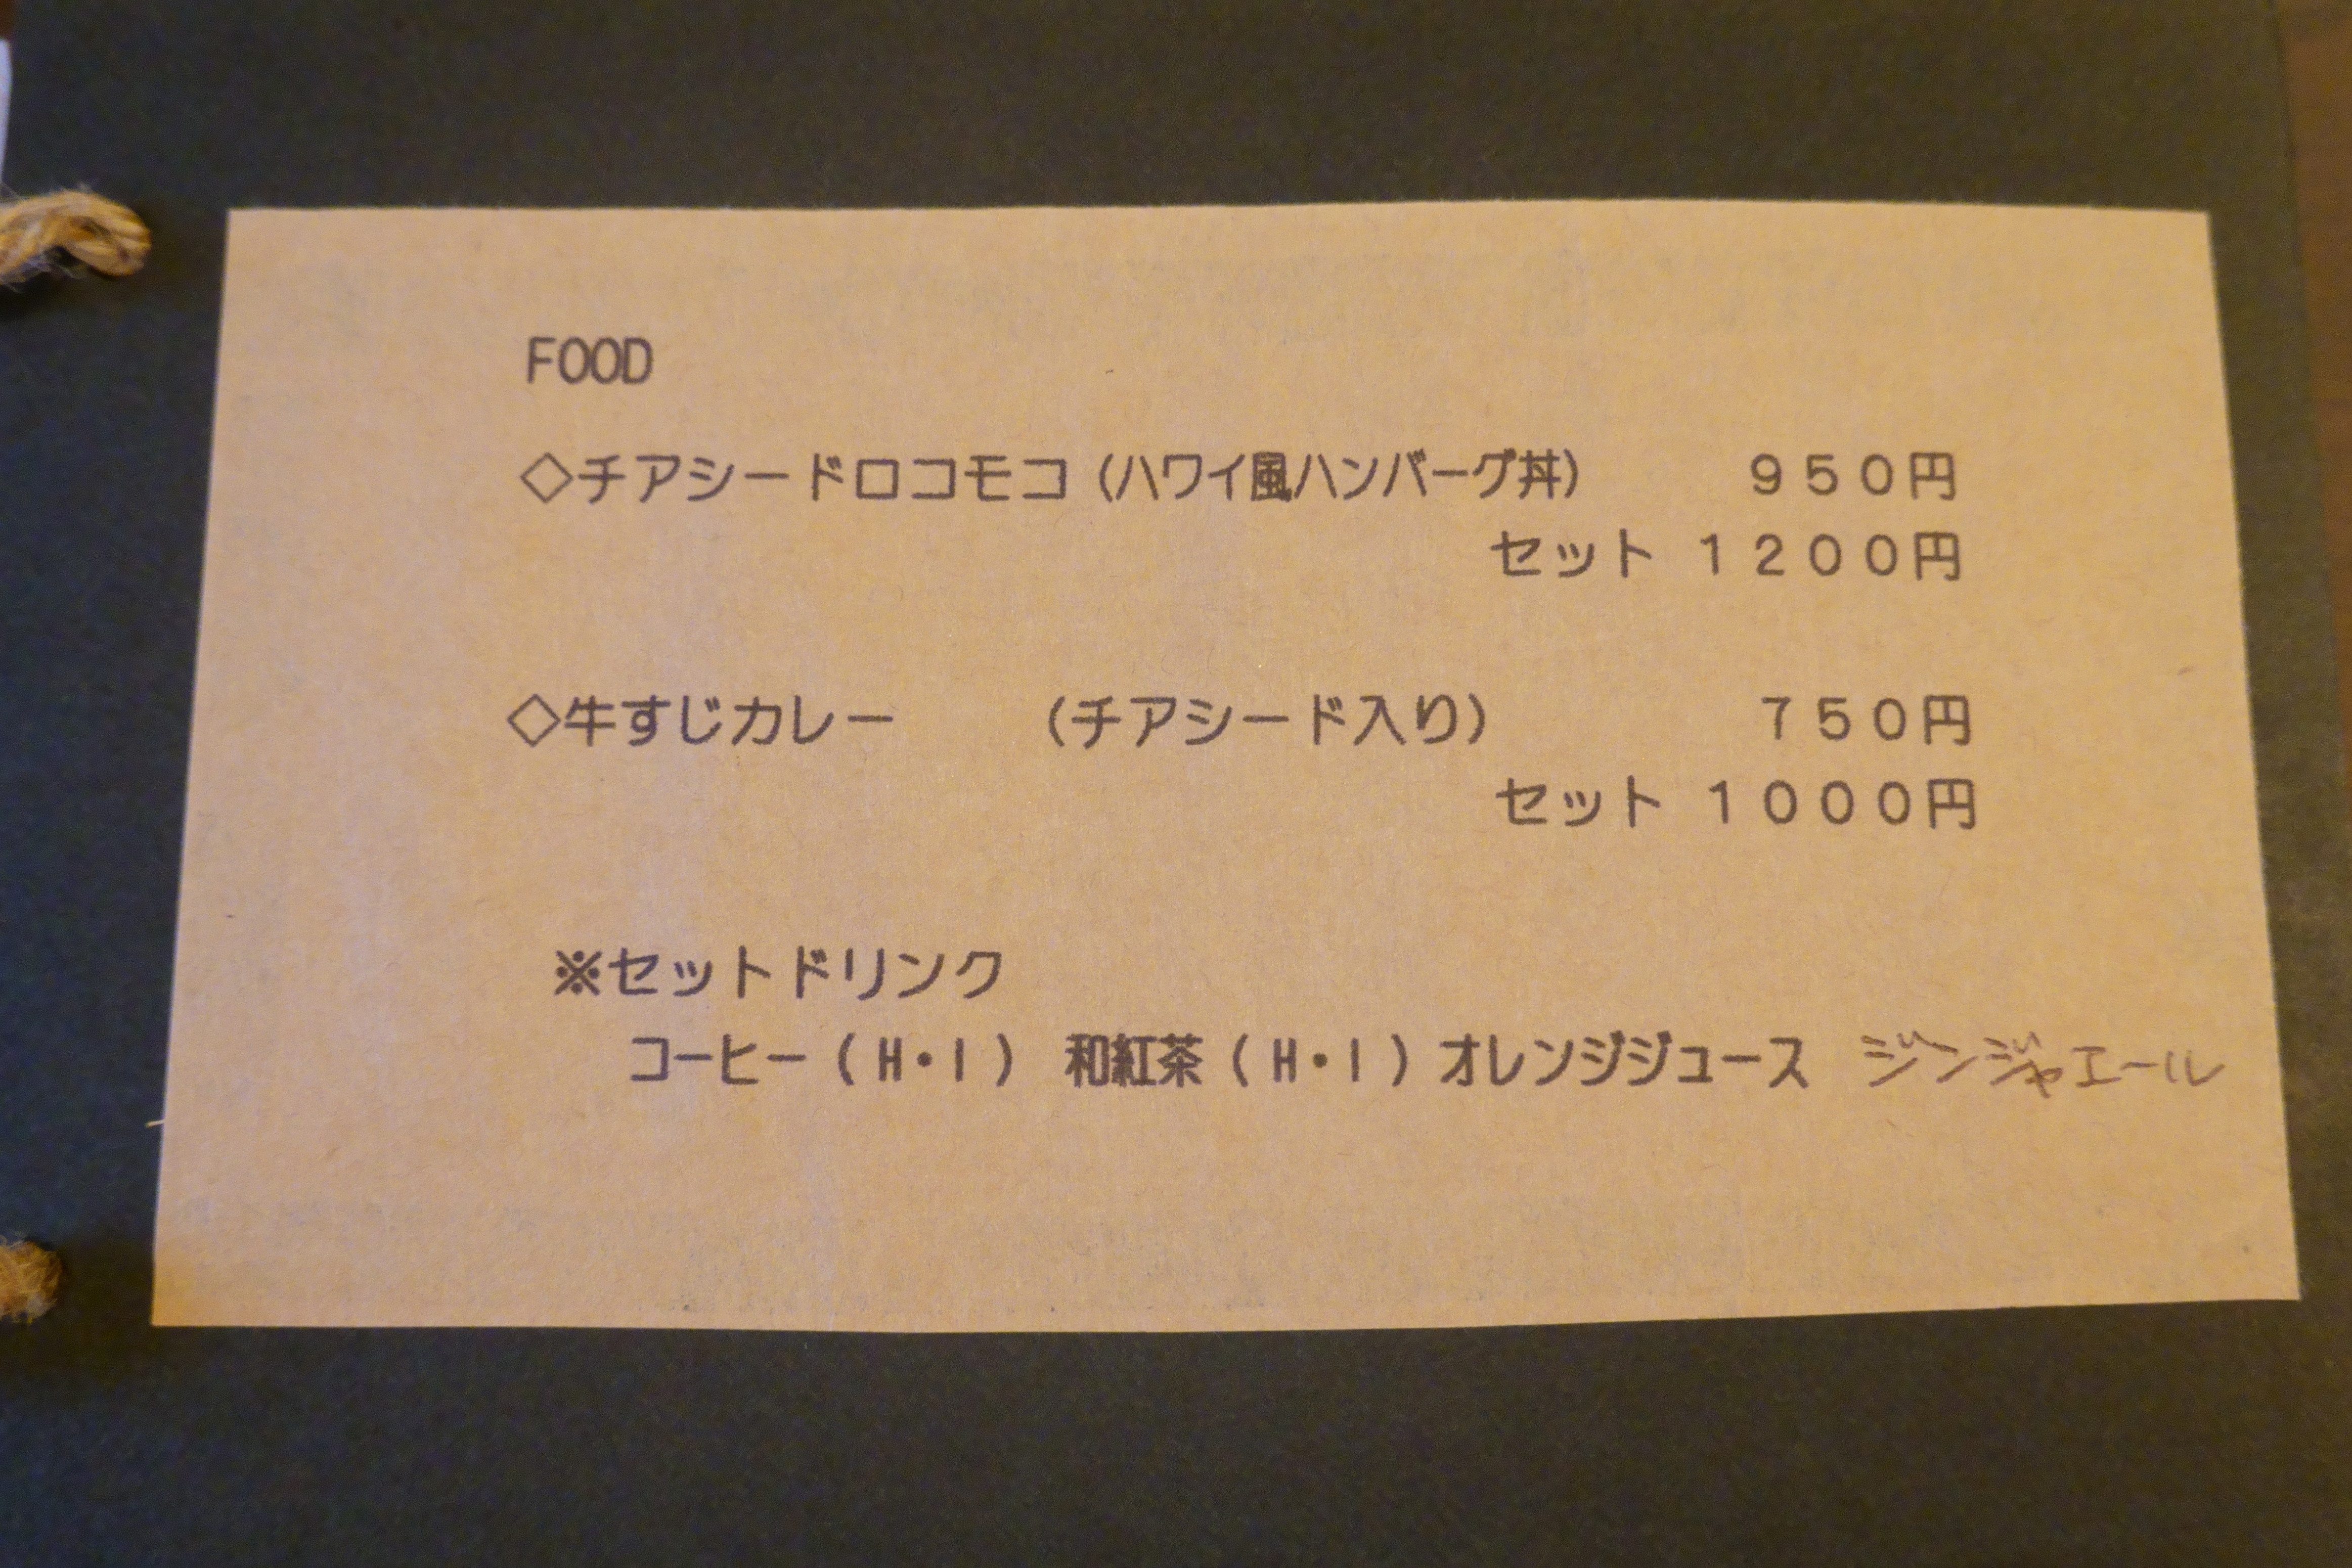 FOOD
◇チアシードロコモコ(ハワイ風ハンバーグ丼) 950円
セット 1200円
◇牛すじカレー (チアシード入り) 750円
セット 1000円
※セットドリンク
コーヒー(H・I) 和紅茶(H・I)オレンジジュース ジンジャエール